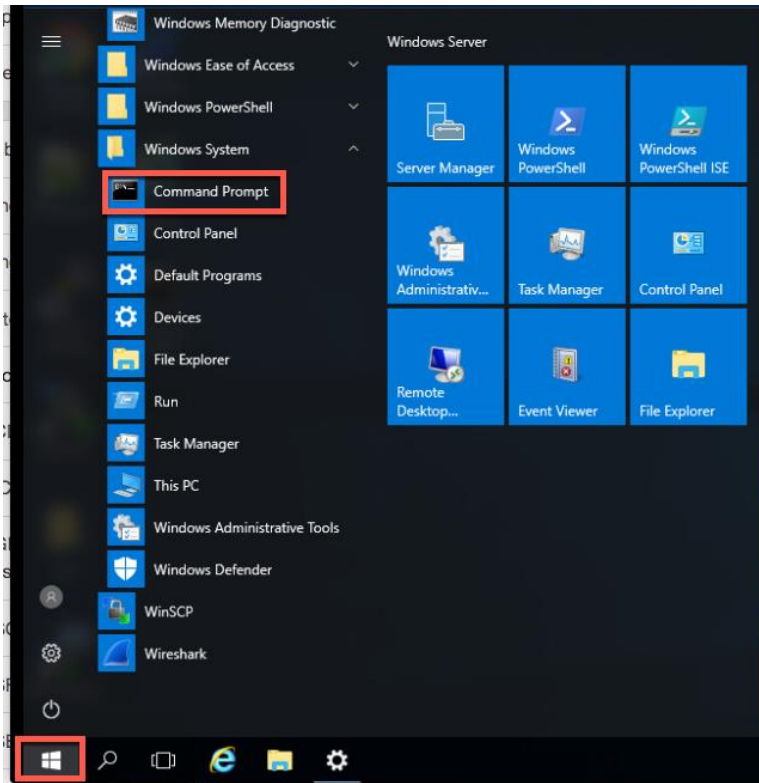 Windows Memory Diagnostic
Windows Ease of Access
Windows PowerShell
Windows System
Command Prompt
Control Panel
Default Programs
Devices
File Explorer
Run
Task Manager
This PC
Windows Administrative Tools
Windows Defender
WinSCP
Wireshark
Windows Server
Server Manager
Windows
PowerShell
Windows
PowerShell ISE
Windows
Administrativ...
Task Manager
Control Panel
Remote
Desktop...
Event Viewer
File Explorer